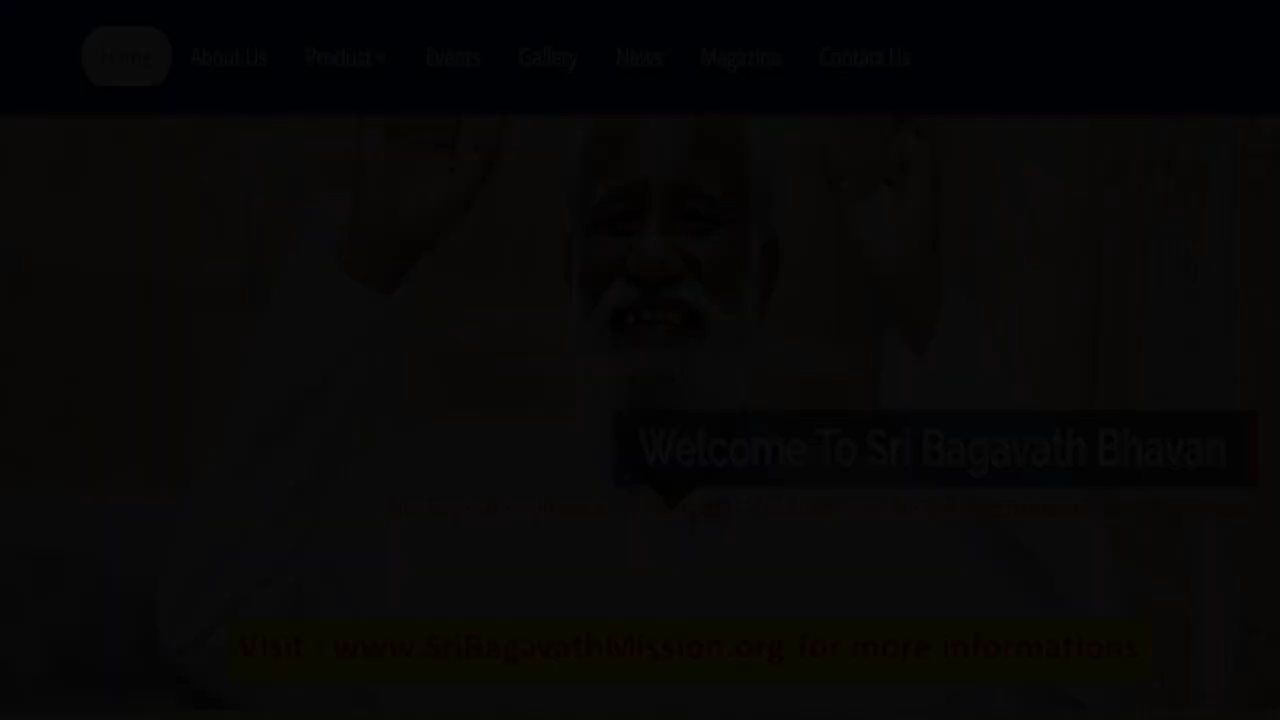 Home About Us Product Events Gallery News Magazine Contact Us
Welcome To Sri Bagavath Bhavan
Visit : www.SriBagavathMission.org for more informations